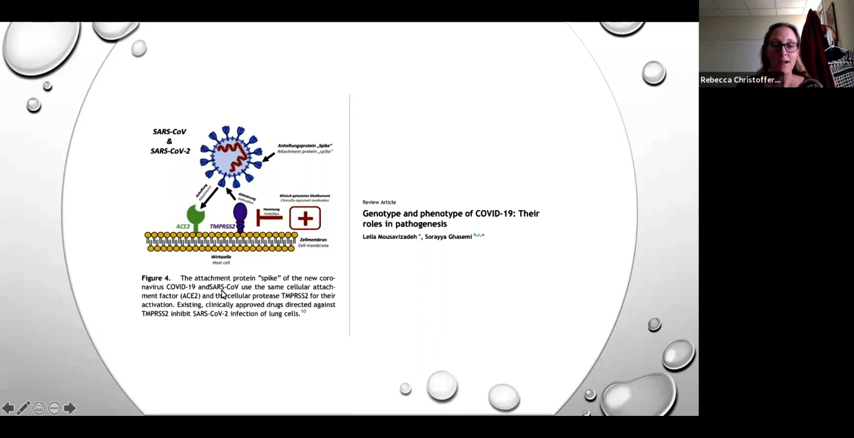 Rebecca Christoffer...
SARS-CoV
&
SARS-CoV-2
Anheftungsprotein „Spike"
Attachment protein „spike"
ACE2
TMPRSS2
Hemmung
Klinisch getestetes Medikament
Clinically-approved medication
Zellmembran
Cell membrane
Wirtszelle
Host cell
Figure 4. The attachment protein "spike" of the new coro-
navirus COVID-19 andSARS-CoV use the same cellular attach-
ment factor (ACE2) and the cellular protease TMPRSS2 for their
activation. Existing, clinically approved drugs directed against
TMPRSS2 inhibit SARS-CoV-2 infection of lung cells.10
Review Article
Genotype and phenotype of COVID-19: Their
roles in pathogenesis
Leila Mousavizadeh a, Sorayya Ghasemi